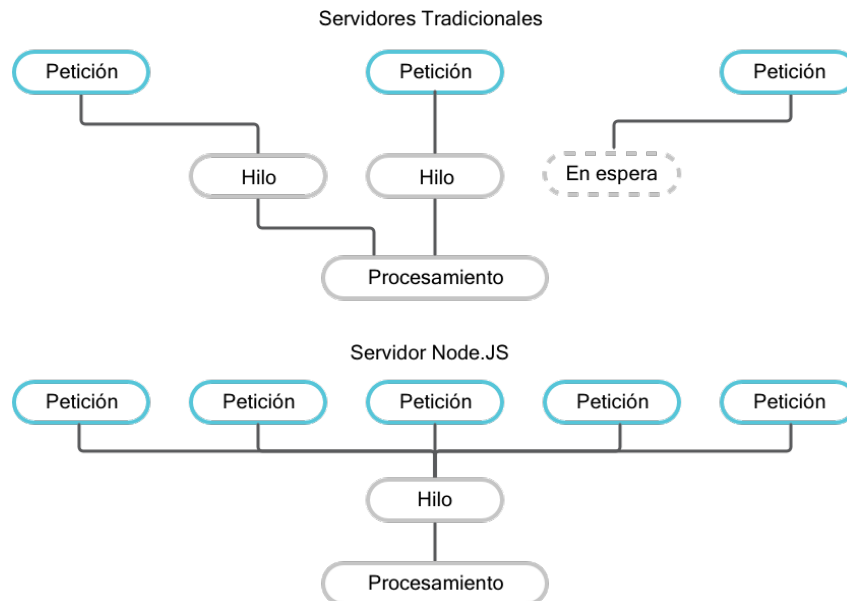 Servidores Tradicionales
Petición
Petición
Petición
Hilo
Hilo
En espera
Procesamiento
Servidor Node.JS
Petición
Petición
Petición
Petición
Petición
Hilo
Procesamiento